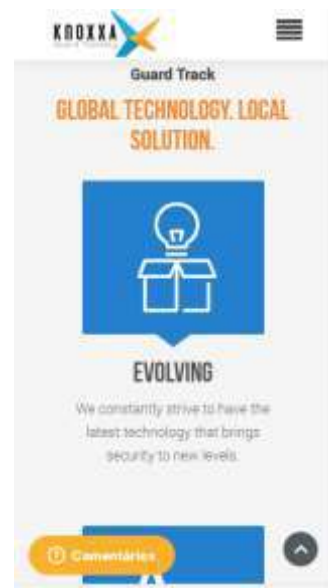 KNOXXA
Guard Track
GLOBAL TECHNOLOGY. LOCAL
SOLUTION.
EVOLVING
We constantly strive to have the
latest technology that brings
security to new levels.
Comentários